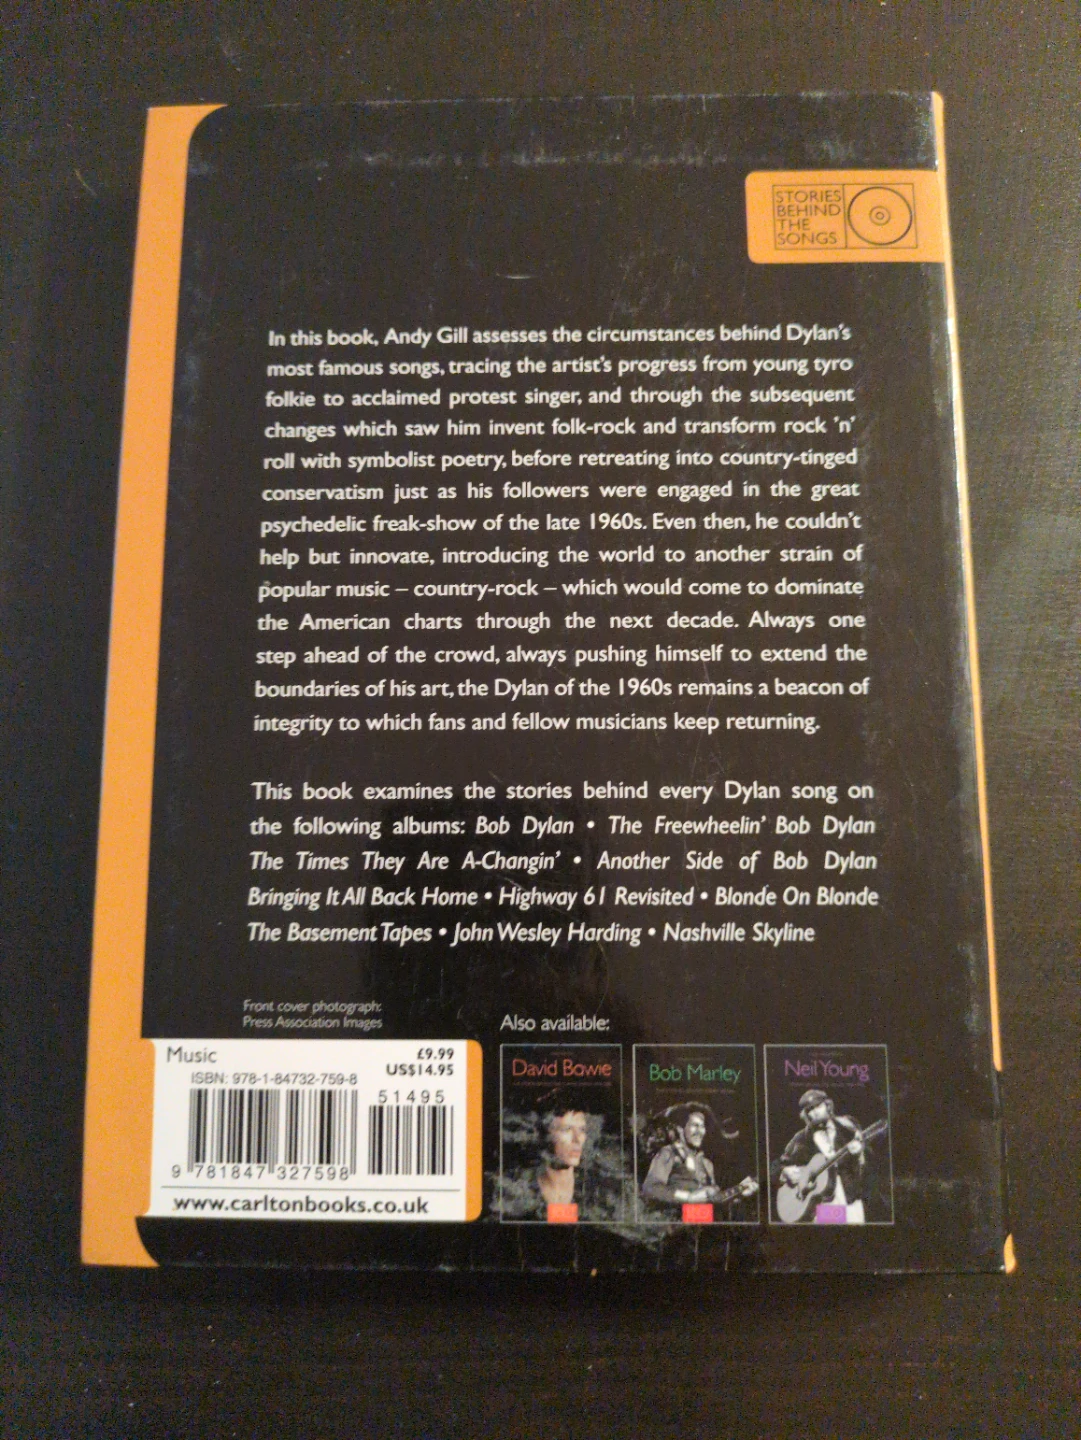 STORIES
BEHIND
THE
SONGS
In this book, Andy Gill assesses the circumstances behind Dylan's
most famous songs, tracing the artist's progress from young tyro
folkie to acclaimed protest singer, and through the subsequent
changes which saw him invent folk-rock and transform rock 'n'
roll with symbolist poetry, before retreating into country-tinged
conservatism just as his followers were engaged in the great
psychedelic freak-show of the late 1960s. Even then, he couldn't
help but innovate, introducing the world to another strain of
popular music – country-rock – which would come to dominate
the American charts through the next decade. Always one
step ahead of the crowd, always pushing himself to extend the
boundaries of his art, the Dylan of the 1960s remains a beacon of
integrity to which fans and fellow musicians keep returning.
This book examines the stories behind every Dylan song on
the following albums: Bob Dylan • The Freewheelin' Bob Dylan
The Times They Are A-Changin' • Another Side of Bob Dylan
Bringing It All Back Home • Highway 61 Revisited • Blonde On Blonde
The Basement Tapes • John Wesley Harding • Nashville Skyline
Front cover photograph:
Press Association Images
Also available:
Music
£9.99
US$14.95
ISBN: 978-1-84732-759-8
51495
9 781847 327598
www.carltonbooks.co.uk
David Bowie
Bob Marley
Neil Young